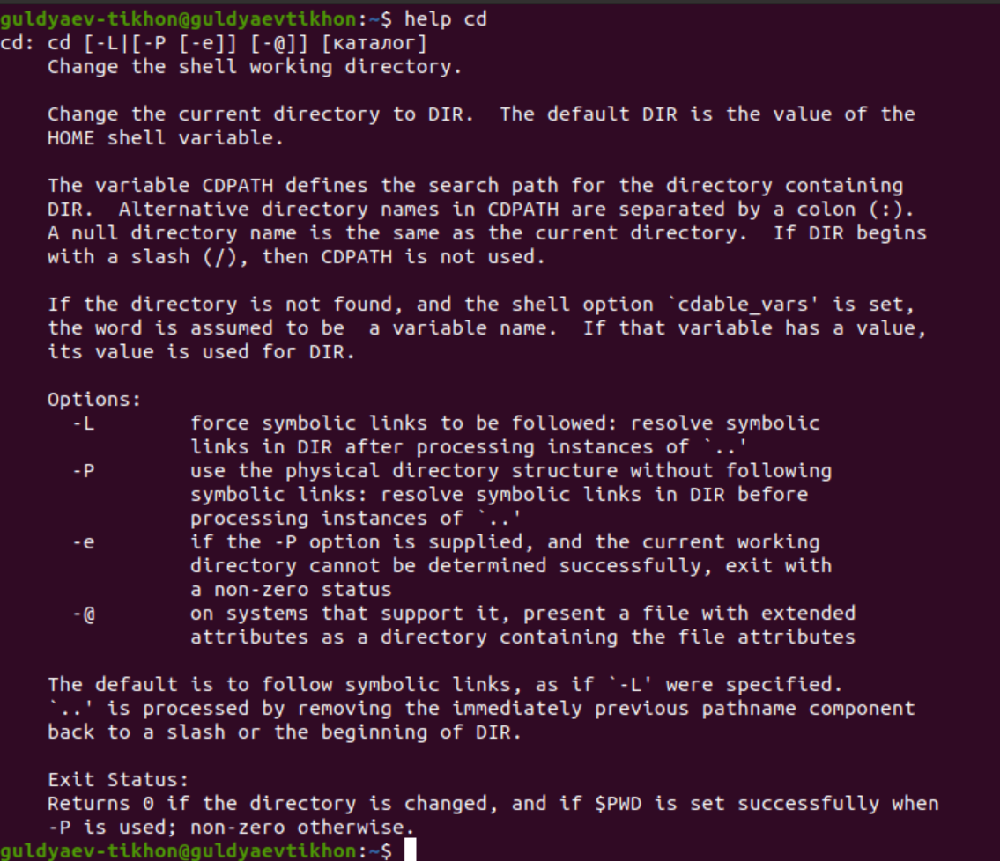 guldyaev-tikhon@guldyaevtikhon:~$ help cd
cd: cd [-L|[-P [-e]] [-@]] [каталог]
    Change the shell working directory.

    Change the current directory to DIR.  The default DIR is the value of the
    HOME shell variable.

    The variable CDPATH defines the search path for the directory containing
    DIR.  Alternative directory names in CDPATH are separated by a colon (:).
    A null directory name is the same as the current directory.  If DIR begins
    with a slash (/), then CDPATH is not used.

    If the directory is not found, and the shell option `cdable_vars' is set,
    the word is assumed to be  a variable name.  If that variable has a value,
    its value is used for DIR.

    Options:
      -L        force symbolic links to be followed: resolve symbolic
                links in DIR after processing instances of `..'
      -P        use the physical directory structure without following
                symbolic links: resolve symbolic links in DIR before
                processing instances of `..'
      -e        if the -P option is supplied, and the current working
                directory cannot be determined successfully, exit with
                a non-zero status
      -@        on systems that support it, present a file with extended
                attributes as a directory containing the file attributes

    The default is to follow symbolic links, as if `-L' were specified.
    `..' is processed by removing the immediately previous pathname component
    back to a slash or the beginning of DIR.

    Exit Status:
    Returns 0 if the directory is changed, and if $PWD is set successfully when
    -P is used; non-zero otherwise.
guldyaev-tikhon@guldyaevtikhon:~$